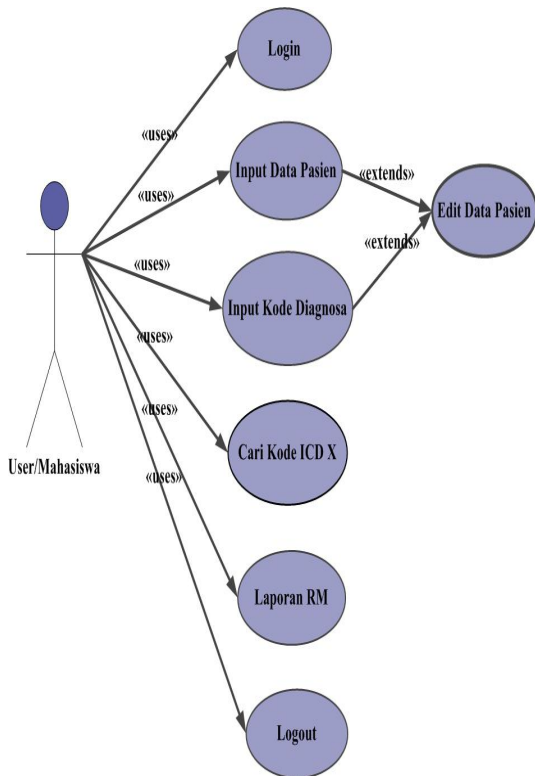 Login
«uses»
Input Data Pasien
«extends»
«uses»
Edit Data Pasien
«extends»
«uses»
Input Kode Diagnosa
«uses»
«uses»
Cari Kode ICD X
User/Mahasiswa
«uses»
Laporan RM
Logout